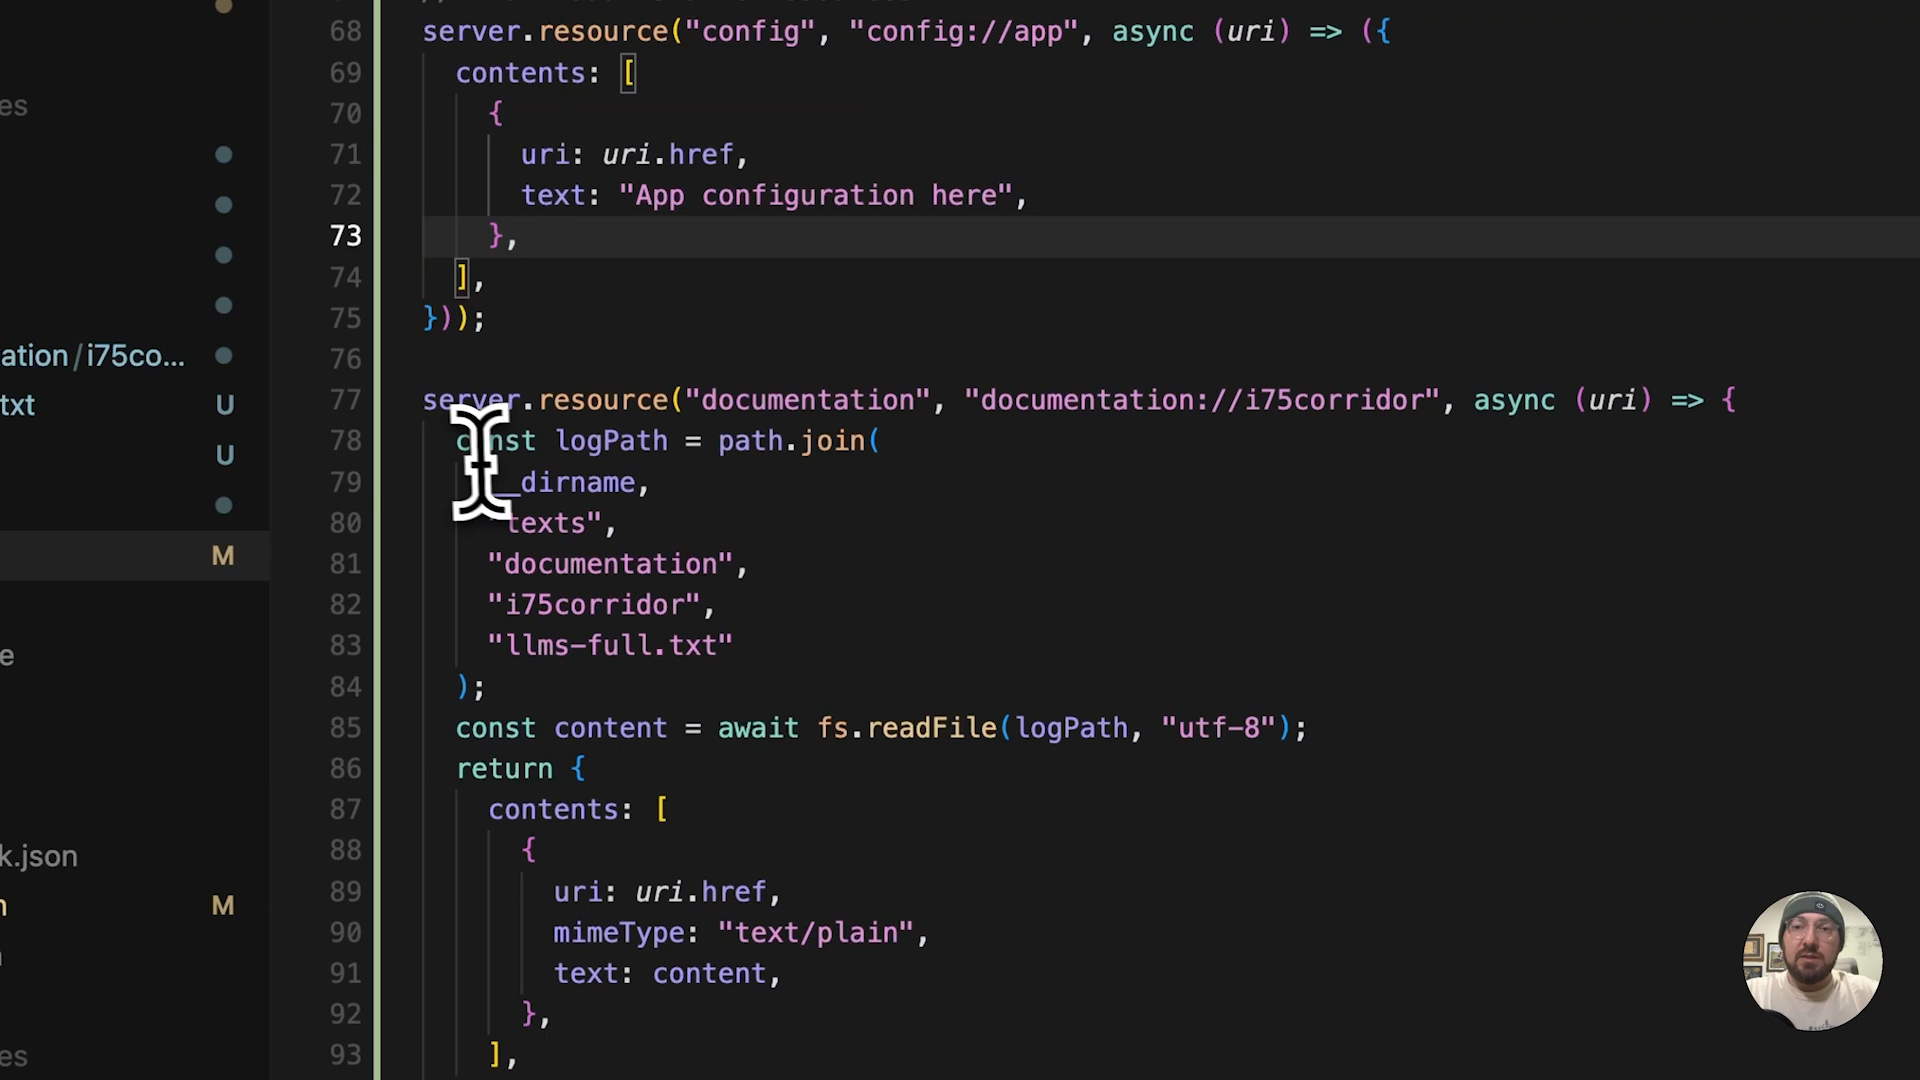 68 server.resource("config", "config://app", async (uri) => ({
69 contents: [
es
70 {
71 uri: uri.href,
72 text: "App configuration here",
73 },
74 ],
75 }));
ation/i75co...
76
txt U
77 server.resource("documentation", "documentation://i75corridor", async (uri) => {
U
78 const logPath = path.join(
79 __dirname,
80 "texts",
M
81 "documentation",
82 "i75corridor",
83 "llms-full.txt"
e
84 );
85 const content = await fs.readFile(logPath, "utf-8");
86 return {
87 contents: [
k.json
88 {
M
89 uri: uri.href,
90 mimeType: "text/plain",
91 text: content,
92 },
93 ],
es